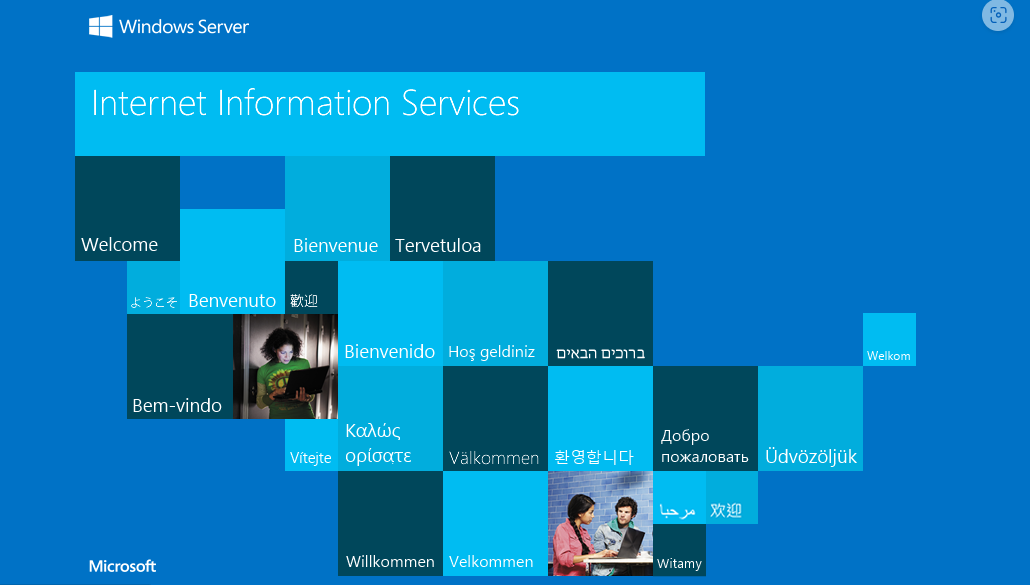 Windows Server
Internet Information Services
Welcome
Bienvenue
Tervetuloa
ようこそ
Benvenuto
歡迎
Bienvenido
Hoş geldiniz
ברוכים הבאים
Welkom
Bem-vindo
Vítejte
Καλώς
ορίσατε
Välkommen
환영합니다
Добро
пожаловать
Üdvözöljük
مرحبا
欢迎
Willkommen
Velkommen
Witamy
Microsoft